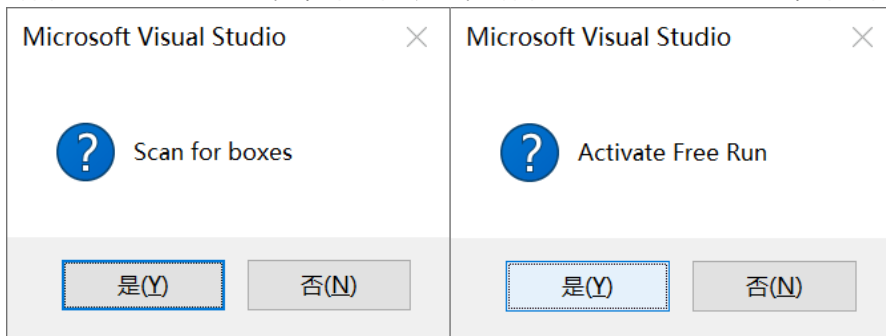 Microsoft Visual Studio
Scan for boxes
是(Y)
否(N)
Microsoft Visual Studio
Activate Free Run
是(Y)
否(N)